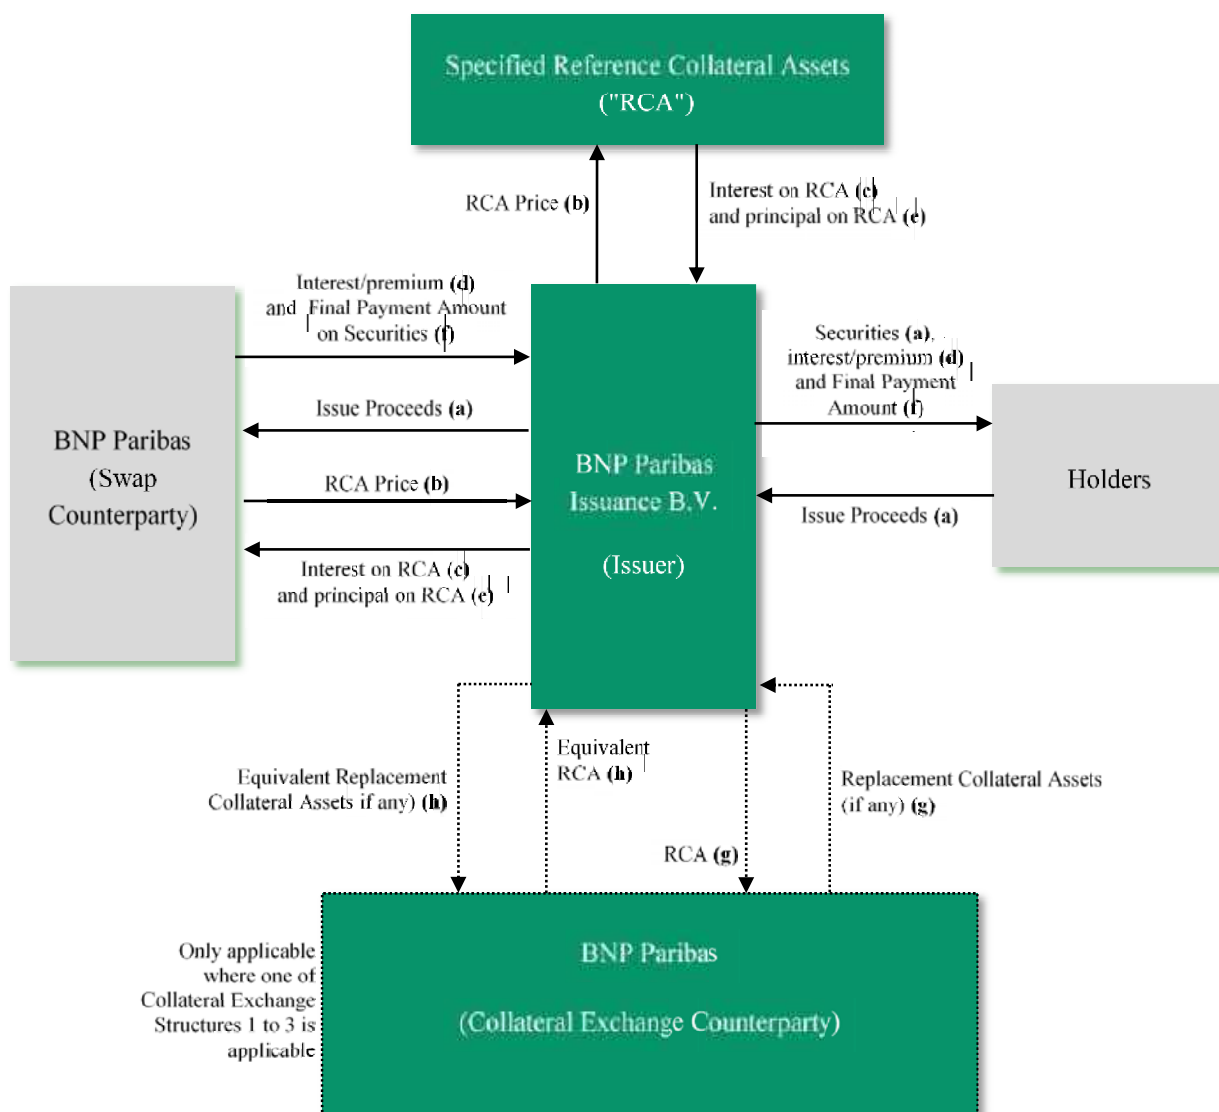 Specified Reference Collateral Assets
("RCA")
RCA Price (b)
Interest on RCA (c)
and principal on RCA (e)
Interest/premium (d)
and Final Payment Amount
on Securities (f)
Issue Proceeds (a)
RCA Price (b)
Interest on RCA (c)
and principal on RCA (e)
BNP Paribas
(Swap
Counterparty)
BNP Paribas
Issuance B.V.
(Issuer)
Securities (a),
interest/premium (d)
and Final Payment
Amount (f)
Issue Proceeds (a)
Holders
Equivalent Replacement
Collateral Assets if any) (h)
Equivalent
RCA (h)
RCA (g)
Replacement Collateral Assets
(if any) (g)
Only applicable
where one of
Collateral Exchange
Structures 1 to 3 is
applicable
BNP Paribas
(Collateral Exchange Counterparty)